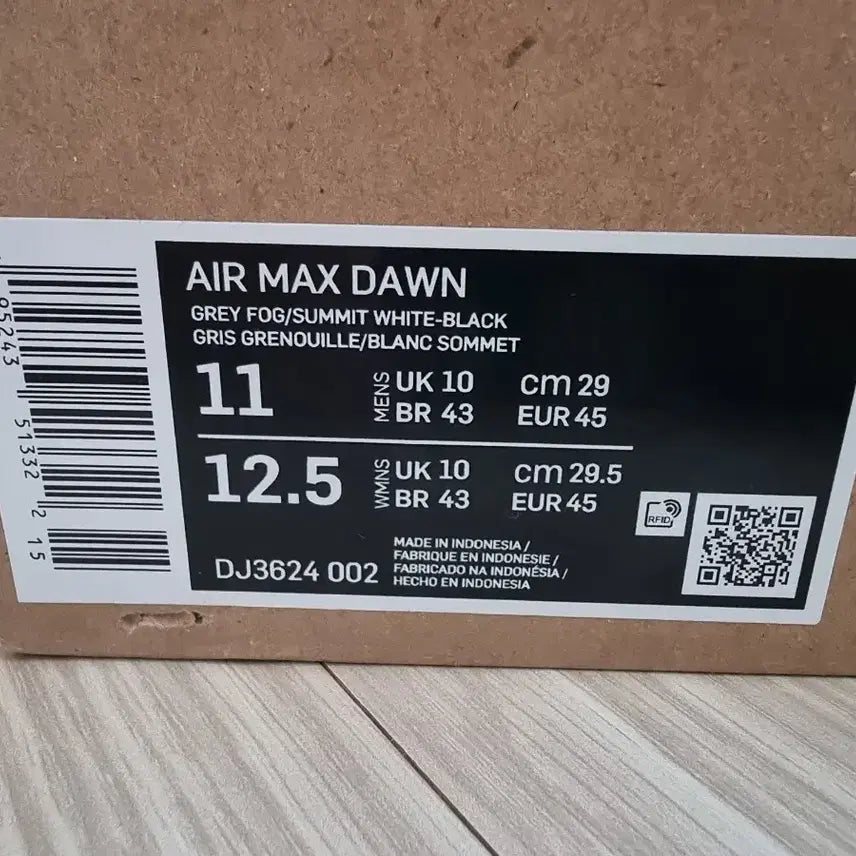 AIR MAX DAWN
GREY FOG/SUMMIT WHITE-BLACK
GRIS GRENOUILLE/BLANC SOMMET
11 MENS UK 10 cm 29
BR 43 EUR 45
12.5 WMNS UK 10 cm 29.5
BR 43 EUR 45
RFID
DJ3624 002
MADE IN INDONESIA /
FABRIQUE EN INDONESIE /
FABRICADO NA INDONÉSIA /
HECHO EN INDONESIA
95243 51332 2 15